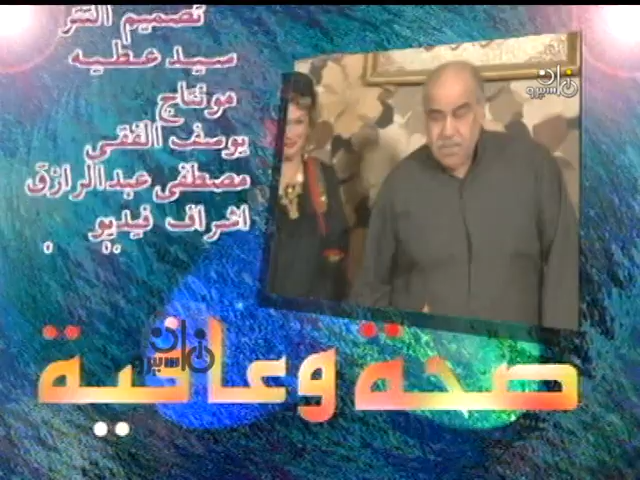 تصميم التتر
سيد عطيه
مونتاج
يوسف الفقى
مصطفى عبدالرازق
اشراف فيديو
صحة وعافية